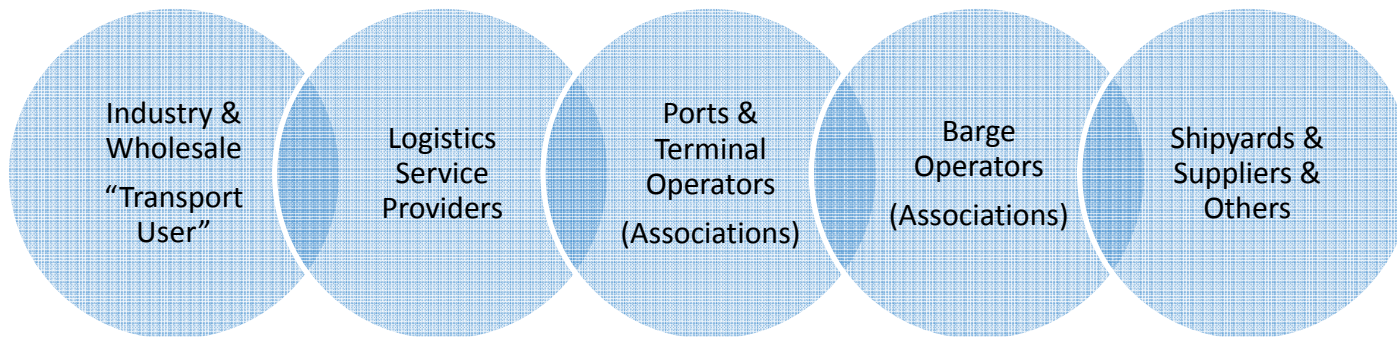 Industry &
Wholesale
“Transport
User”
Logistics
Service
Providers
Ports &
Terminal
Operators
(Associations)
Barge
Operators
(Associations)
Shipyards &
Suppliers &
Others